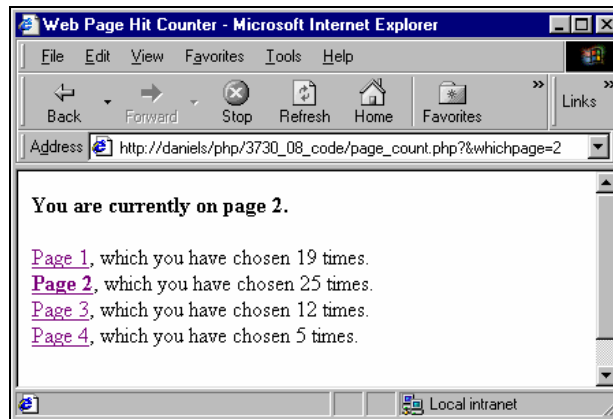 Web Page Hit Counter - Microsoft Internet Explorer
File Edit View Favorites Tools Help
Back Forward Stop Refresh Home Favorites » Links »
Address http://daniels/php/3730_08_code/page_count.php?&whichpage=2
You are currently on page 2.
Page 1, which you have chosen 19 times.
Page 2, which you have chosen 25 times.
Page 3, which you have chosen 12 times.
Page 4, which you have chosen 5 times.
Local intranet